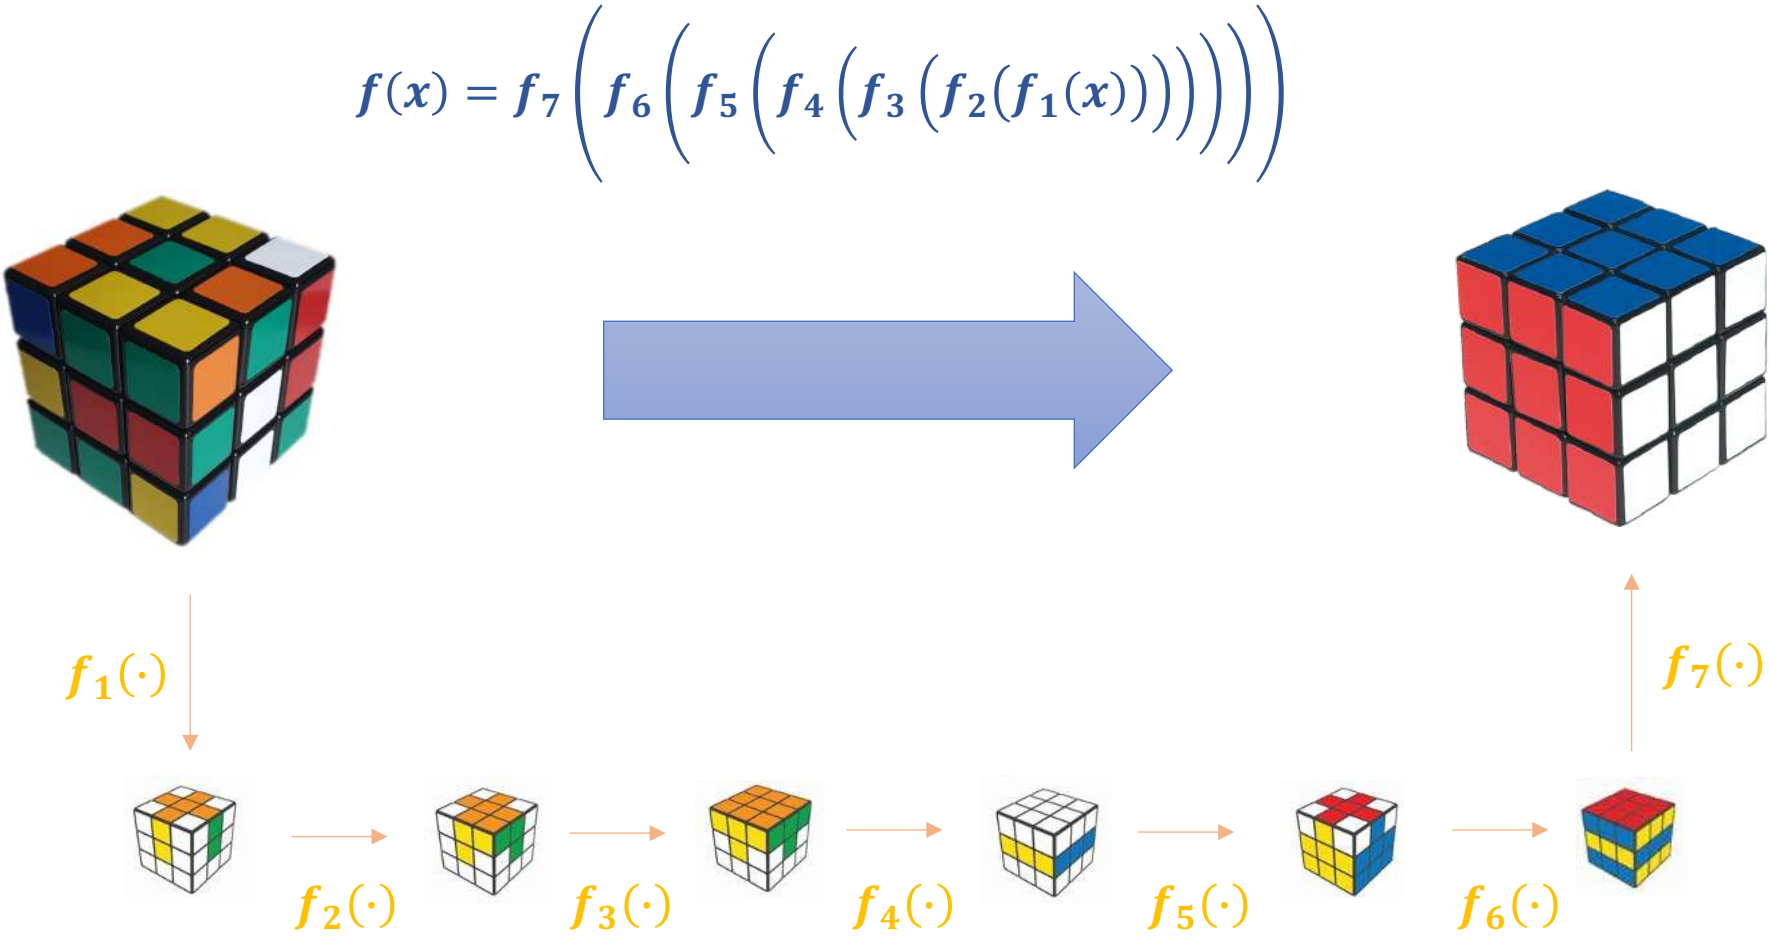 f(x) = f₇(f₆(f₅(f₄(f₃(f₂(f₁(x)))))))
f₁(·)
f₇(·)
f₂(·) f₃(·) f₄(·) f₅(·) f₆(·)